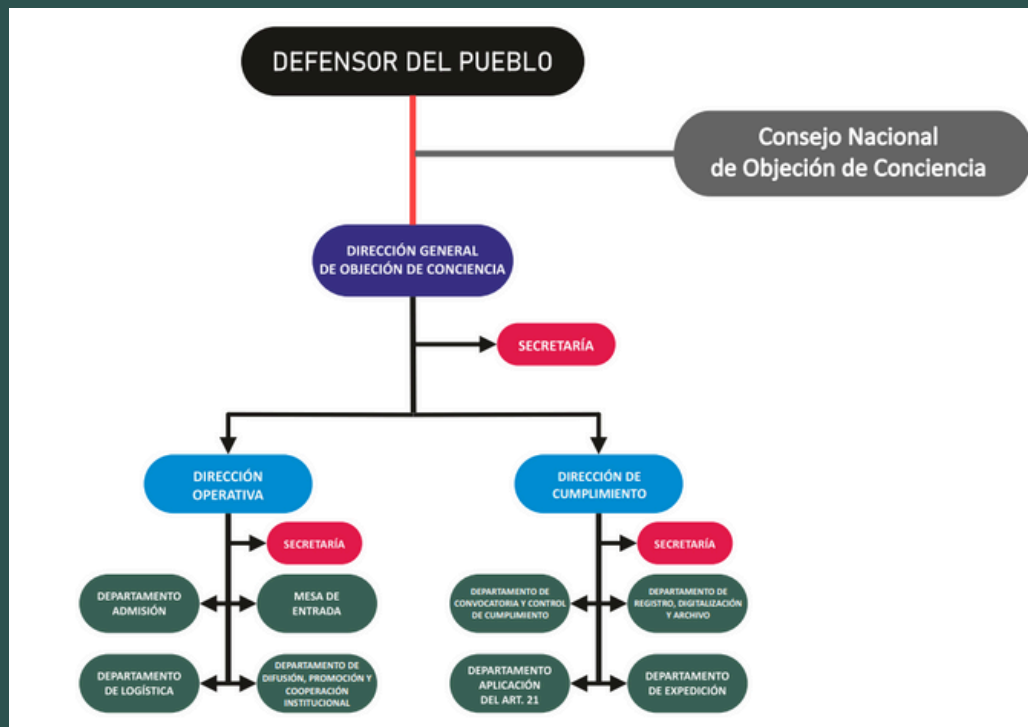 DEFENSOR DEL PUEBLO
Consejo Nacional
de Objeción de Conciencia
DIRECCIÓN GENERAL
DE OBJECIÓN DE CONCIENCIA
SECRETARÍA
DIRECCIÓN
OPERATIVA
DIRECCIÓN DE
CUMPLIMIENTO
SECRETARÍA
SECRETARÍA
DEPARTAMENTO
ADMISIÓN
MESA DE
ENTRADA
DEPARTAMENTO DE
CONVOCATORIA Y CONTROL
DE CUMPLIMIENTO
DEPARTAMENTO DE
REGISTRO, DIGITALIZACIÓN
Y ARCHIVO
DEPARTAMENTO
DE LOGÍSTICA
DEPARTAMENTO DE
DIFUSIÓN, PROMOCIÓN Y
COOPERACIÓN
INSTITUCIONAL
DEPARTAMENTO
APLICACIÓN
DEL ART. 21
DEPARTAMENTO
DE EXPEDICIÓN